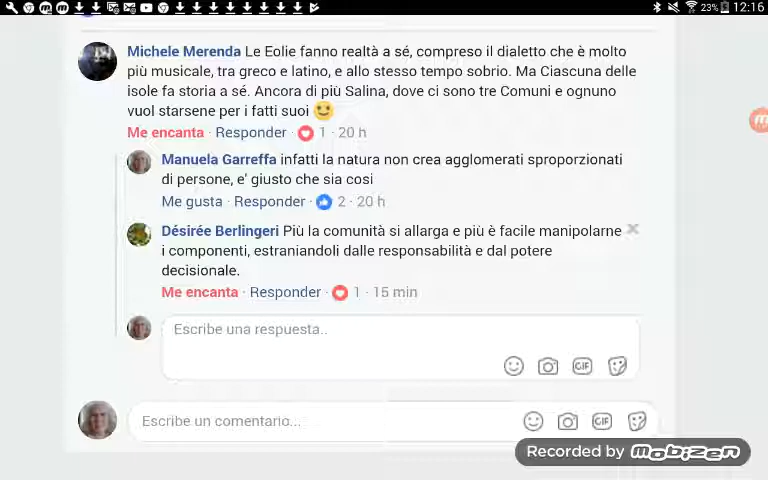 23% 12:16
Michele Merenda Le Eolie fanno realtà a sé, compreso il dialetto che è molto
più musicale, tra greco e latino, e allo stesso tempo sobrio. Ma Ciascuna delle
isole fa storia a sé. Ancora di più Salina, dove ci sono tre Comuni e ognuno
vuol starsene per i fatti suoi
Me encanta · Responder · 1 · 20 h
Manuela Garreffa infatti la natura non crea agglomerati sproporzionati
di persone, e' giusto che sia cosi
Me gusta · Responder · 2 · 20 h
Désirée Berlingeri Più la comunità si allarga e più è facile manipolarne
i componenti, estraniandoli dalle responsabilità e dal potere
decisionale.
Me encanta · Responder · 1 · 15 min
Escribe una respuesta..
GIF
Escribe un comentario...
GIF
Recorded by mobizen